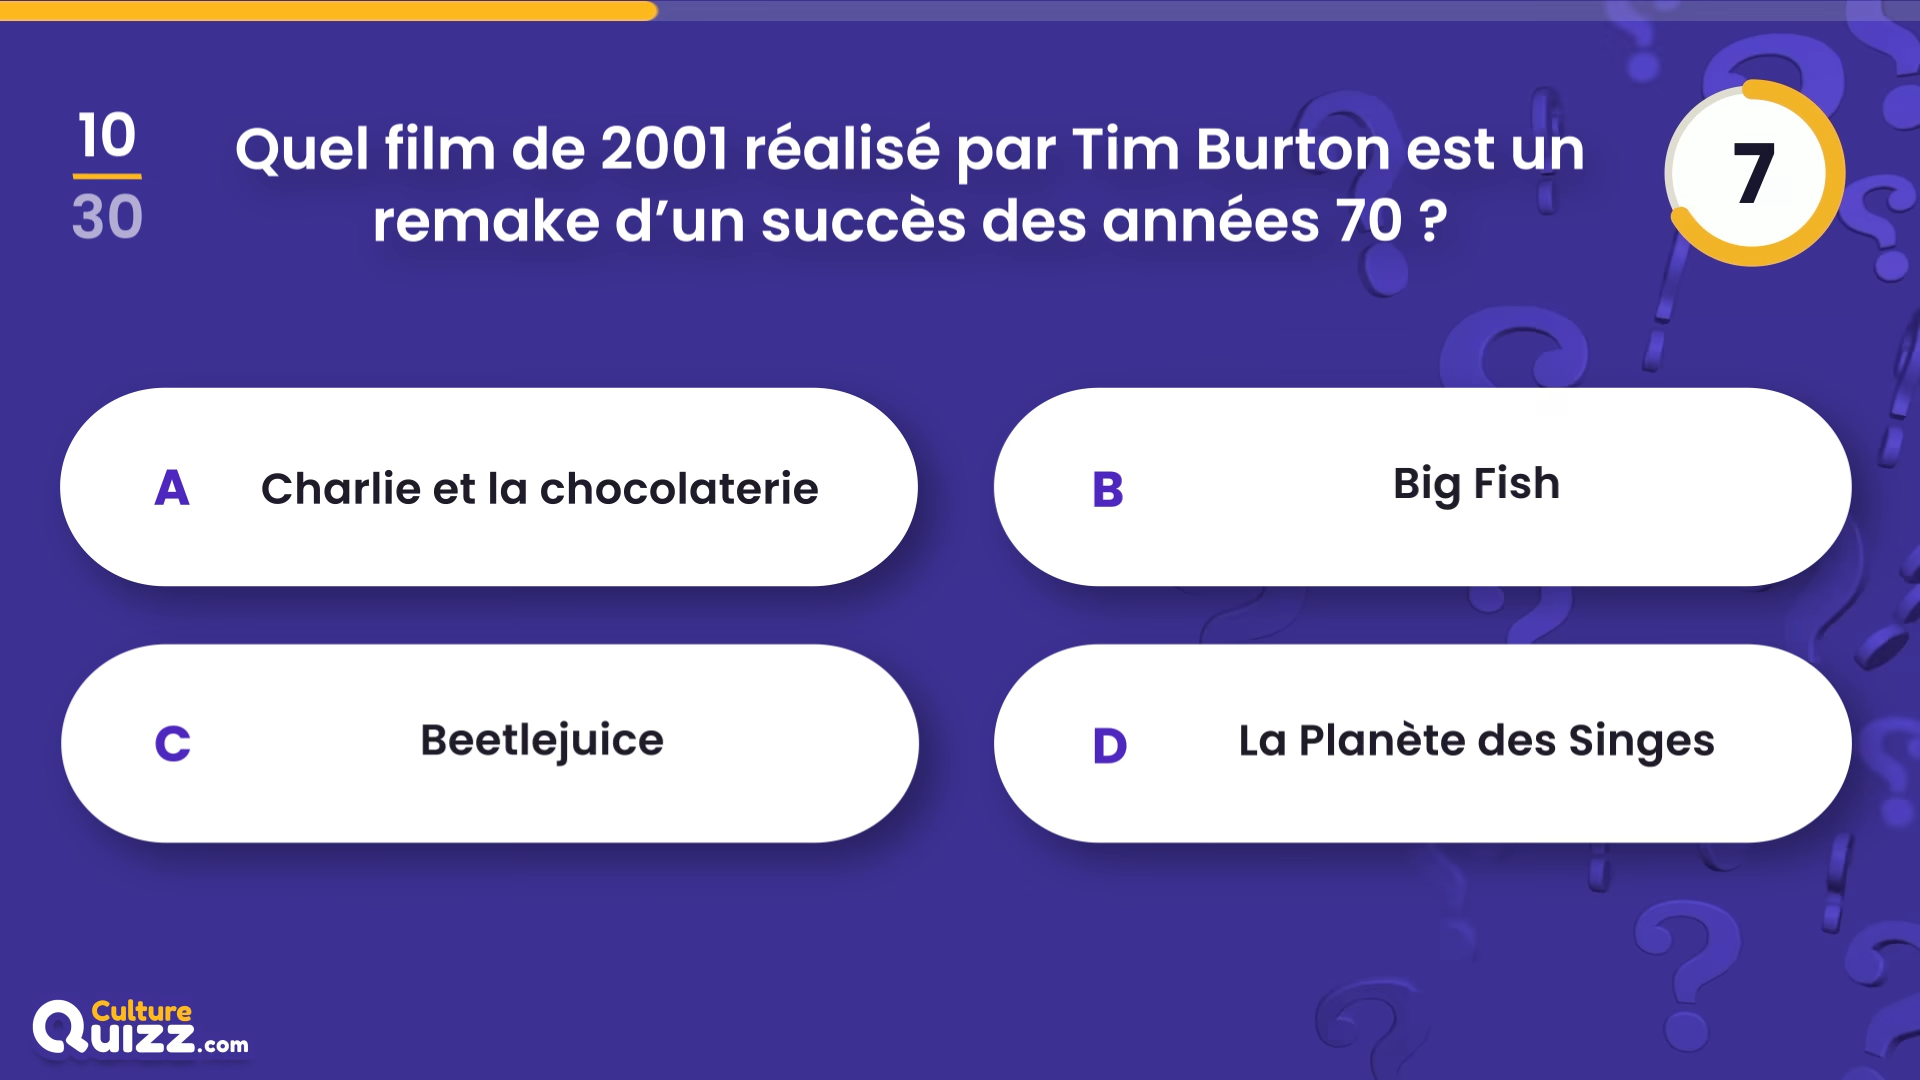 10
30
Quel film de 2001 réalisé par Tim Burton est un
remake d’un succès des années 70 ?
7
A Charlie et la chocolaterie
B Big Fish
C Beetlejuice
D La Planète des Singes
Culture
Quizz.com